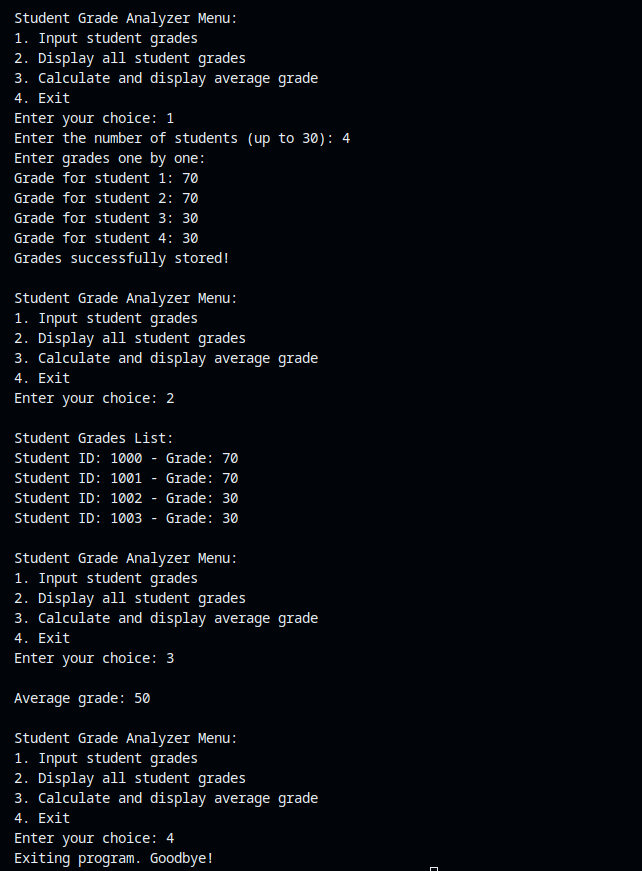 Student Grade Analyzer Menu:
1. Input student grades
2. Display all student grades
3. Calculate and display average grade
4. Exit
Enter your choice: 1
Enter the number of students (up to 30): 4
Enter grades one by one:
Grade for student 1: 70
Grade for student 2: 70
Grade for student 3: 30
Grade for student 4: 30
Grades successfully stored!

Student Grade Analyzer Menu:
1. Input student grades
2. Display all student grades
3. Calculate and display average grade
4. Exit
Enter your choice: 2

Student Grades List:
Student ID: 1000 - Grade: 70
Student ID: 1001 - Grade: 70
Student ID: 1002 - Grade: 30
Student ID: 1003 - Grade: 30

Student Grade Analyzer Menu:
1. Input student grades
2. Display all student grades
3. Calculate and display average grade
4. Exit
Enter your choice: 3

Average grade: 50

Student Grade Analyzer Menu:
1. Input student grades
2. Display all student grades
3. Calculate and display average grade
4. Exit
Enter your choice: 4
Exiting program. Goodbye!